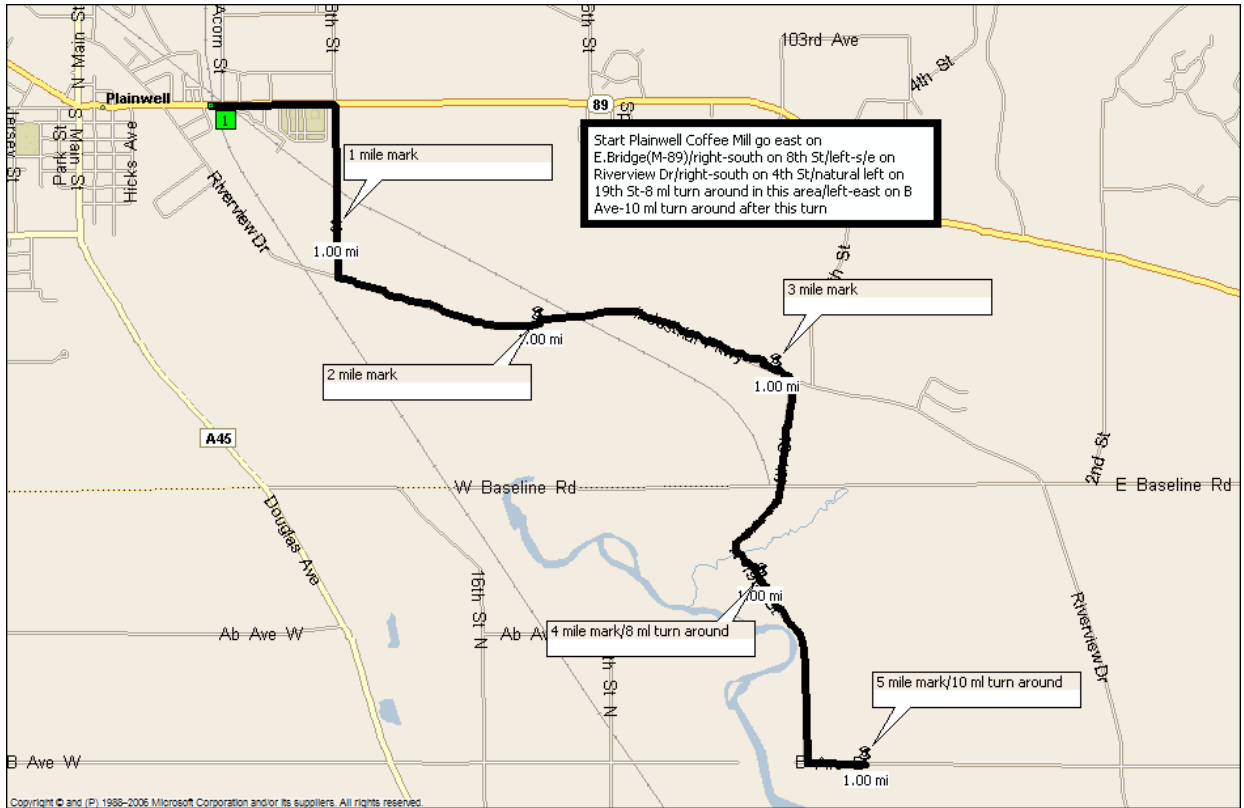 N Main St
Acorn St
8th St
6th St
103rd Ave
4th St
Plainwell
89
1
Jersey St
Park St
S Main St
Hicks Ave
Start Plainwell Coffee Mill go east on
E.Bridge(M-89)/right-south on 8th St/left-s/e on
Riverview Dr/right-south on 4th St/natural left on
19th St-8 ml turn around in this area/left-east on B
Ave-10 ml turn around after this turn
1 mile mark
Riverview Dr
1.00 mi
3 mile mark
1.00 mi
2 mile mark
1.00 mi
A45
2nd St
W Baseline Rd
E Baseline Rd
Douglas Ave
16th St N
1.00 mi
Riverview Dr
Ab Ave W
4 mile mark/8 ml turn around
5 mile mark/10 ml turn around
B Ave W
1.00 mi
Copyright © and (P) 1988–2006 Microsoft Corporation and/or its suppliers. All rights reserved.